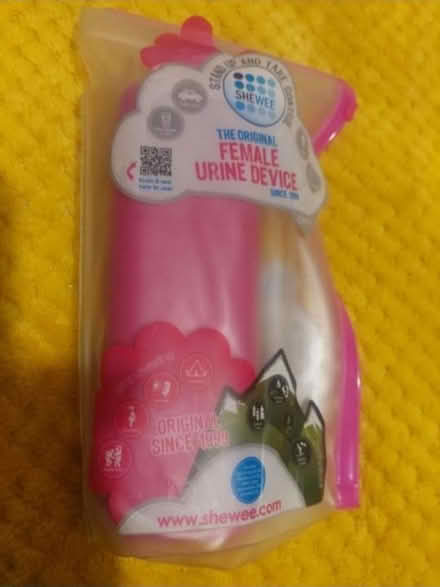 STAND UP AND TAKE CONTROL
SHEWEE
THE ORIGINAL
FEMALE
URINE DEVICE
SINCE 1999
ORIGINAL
SINCE 1999
www.shewee.com